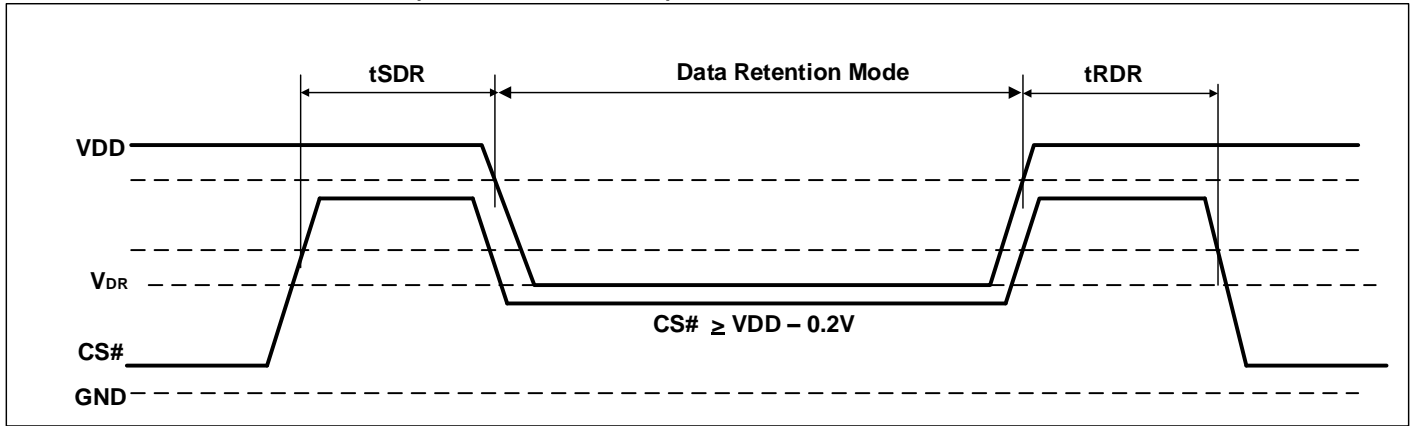 tSDR Data Retention Mode tRDR
VDD
VDR
CS# ≥ VDD – 0.2V
CS#
GND